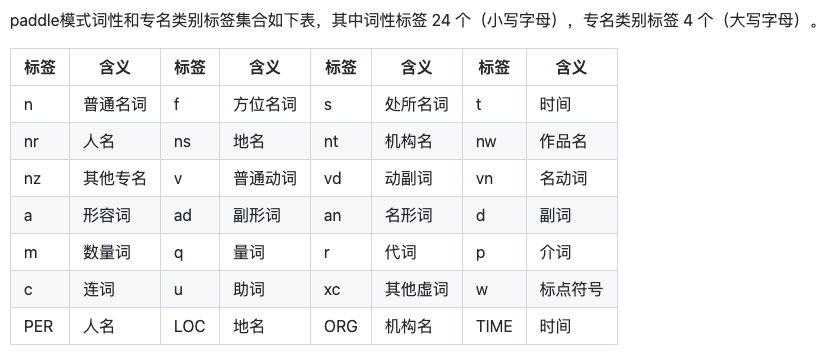 paddle模式词性和专名类别标签集合如下表，其中词性标签 24 个（小写字母），专名类别标签 4 个（大写字母）。
标签 含义 标签 含义 标签 含义 标签 含义
n 普通名词 f 方位名词 s 处所名词 t 时间
nr 人名 ns 地名 nt 机构名 nw 作品名
nz 其他专名 v 普通动词 vd 动副词 vn 名动词
a 形容词 ad 副形词 an 名形词 d 副词
m 数量词 q 量词 r 代词 p 介词
c 连词 u 助词 xc 其他虚词 w 标点符号
PER 人名 LOC 地名 ORG 机构名 TIME 时间